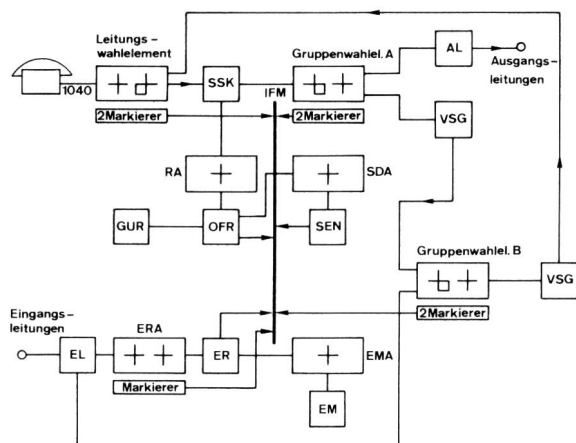 Leitungs-
wahlelement
Gruppenwahlel. A
AL
Ausgangs-
leitungen
1040
SSK
IFM
2Markierer
2Markierer
VSG
RA
SDA
GUR
OFR
SEN
Gruppenwahlel. B
VSG
2Markierer
Eingangs-
leitungen
ERA
EL
ER
EMA
Markierer
EM